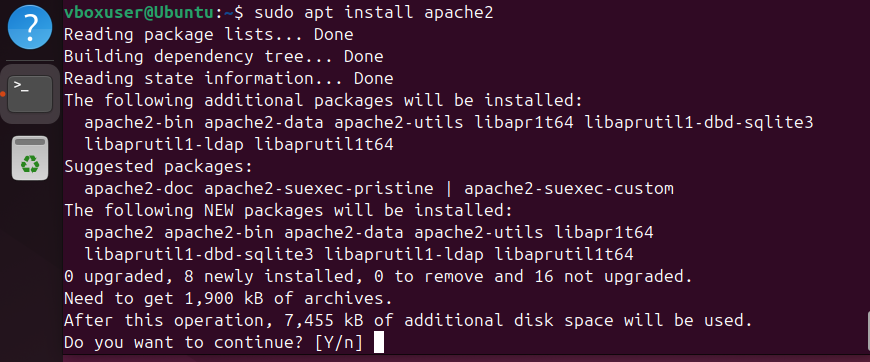 vboxuser@Ubuntu:~$ sudo apt install apache2
Reading package lists... Done
Building dependency tree... Done
Reading state information... Done
The following additional packages will be installed:
  apache2-bin apache2-data apache2-utils libapr1t64 libaprutil1-dbd-sqlite3
  libaprutil1-ldap libaprutil1t64
Suggested packages:
  apache2-doc apache2-suexec-pristine | apache2-suexec-custom
The following NEW packages will be installed:
  apache2 apache2-bin apache2-data apache2-utils libapr1t64
  libaprutil1-dbd-sqlite3 libaprutil1-ldap libaprutil1t64
0 upgraded, 8 newly installed, 0 to remove and 16 not upgraded.
Need to get 1,900 kB of archives.
After this operation, 7,455 kB of additional disk space will be used.
Do you want to continue? [Y/n]